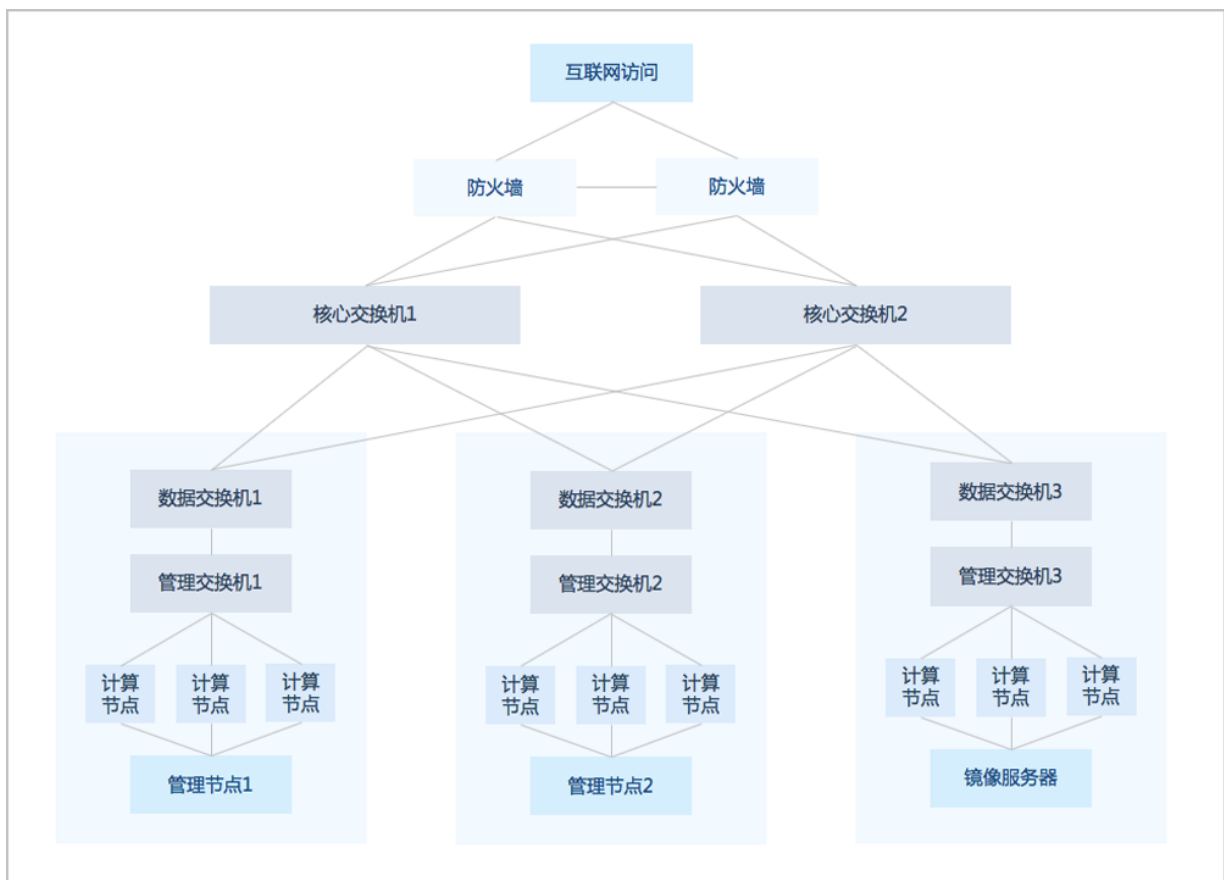 互联网访问
防火墙
防火墙
核心交换机1
核心交换机2
数据交换机1
数据交换机2
数据交换机3
管理交换机1
管理交换机2
管理交换机3
计算
节点
计算
节点
计算
节点
计算
节点
计算
节点
计算
节点
计算
节点
计算
节点
计算
节点
管理节点1
管理节点2
镜像服务器